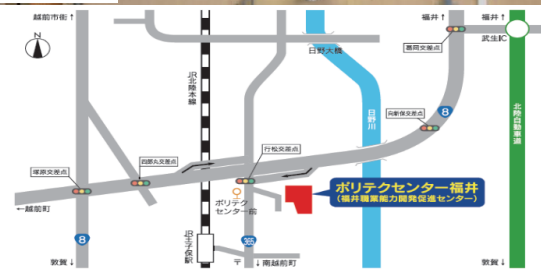 越前市街↑
福井↑
福井↑
葛岡交差点
武生IC
N
日野大橋
JR北陸本線
日野川
向新保交差点
8
北陸自動車道
行松交差点
四郎丸交差点
塚原交差点
ポリテクセンター福井
(福井職業能力開発促進センター)
ポリテク
センター前
←越前町
8
JR王子保駅
365
敦賀↓
〒
↓南越前町
敦賀↓